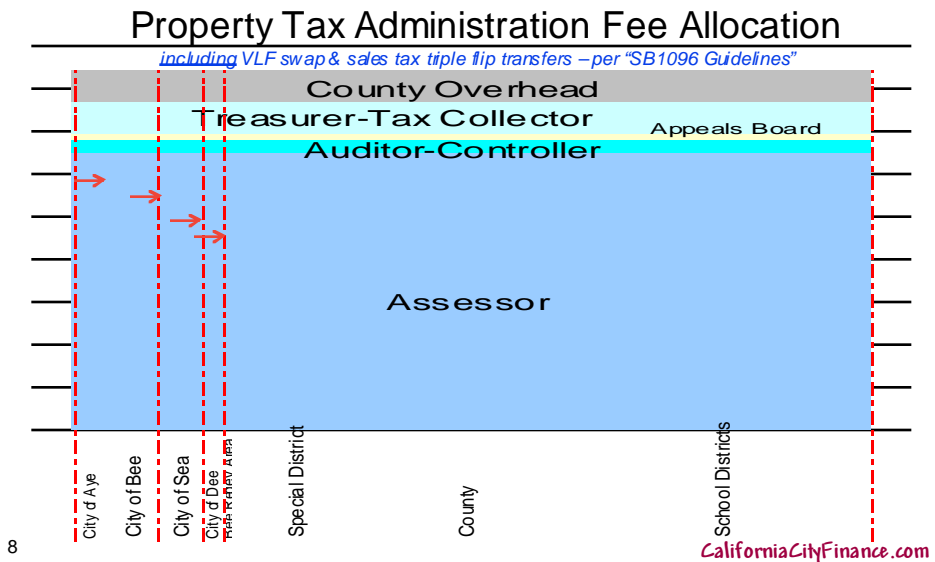 Property Tax Administration Fee Allocation
including VLF swap & sales tax triple flip transfers – per “SB1096 Guidelines”
County Overhead
Treasurer-Tax Collector
Appeals Board
Auditor-Controller
Assessor
City of Aye
City of Bee
City of Sea
City of Dee
Area
Special District
County
School Districts
8
CaliforniaCityFinance.com